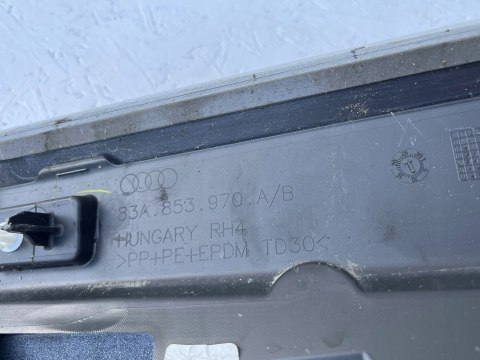 83A.853.970.A/B
HUNGARY RH4
>PP+PE+EPDM TD30<